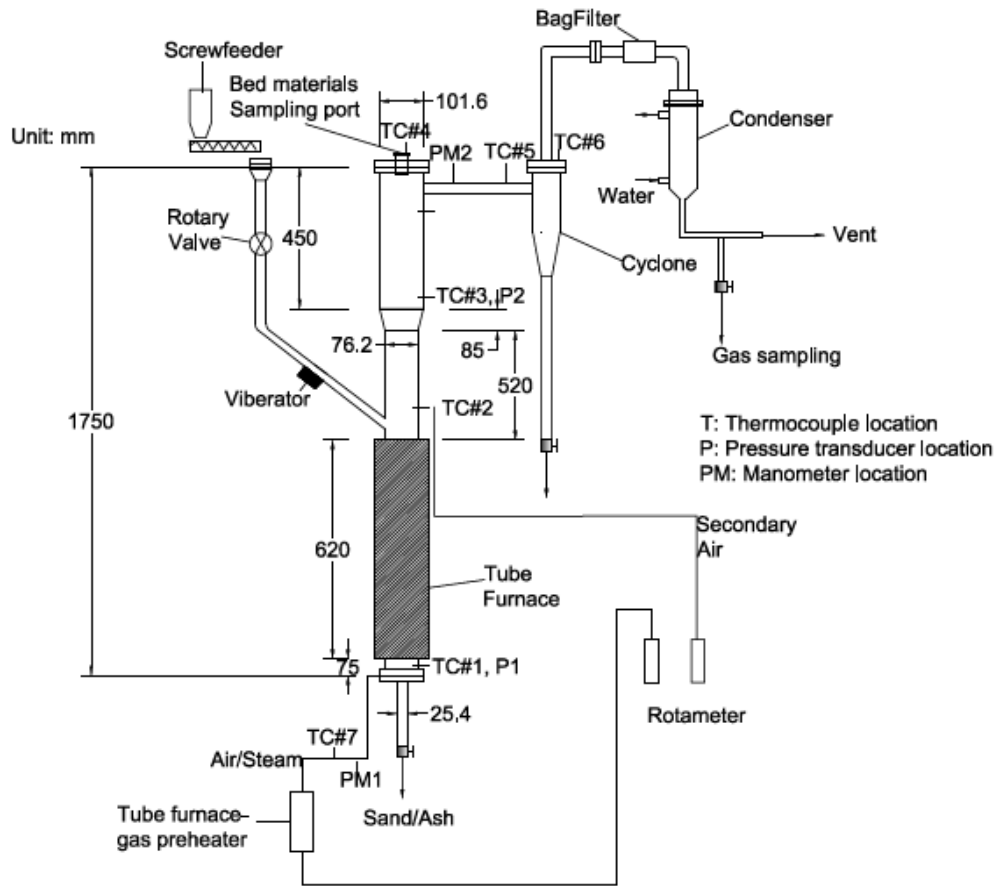 BagFilter
Screwfeeder
Bed materials
Sampling port
101.6
TC#4
Unit: mm
PM2
TC#5
TC#6
Condenser
Water
Rotary
Valve
450
Vent
Cyclone
TC#3, P2
76.2
85
Gas sampling
520
Viberator
TC#2
1750
T: Thermocouple location
P: Pressure transducer location
PM: Manometer location
Secondary
Air
620
Tube
Furnace
75
TC#1, P1
25,4
Rotameter
TC#7
Air/Steam
PM1
Tube furnace-
gas preheater
Sand/Ash